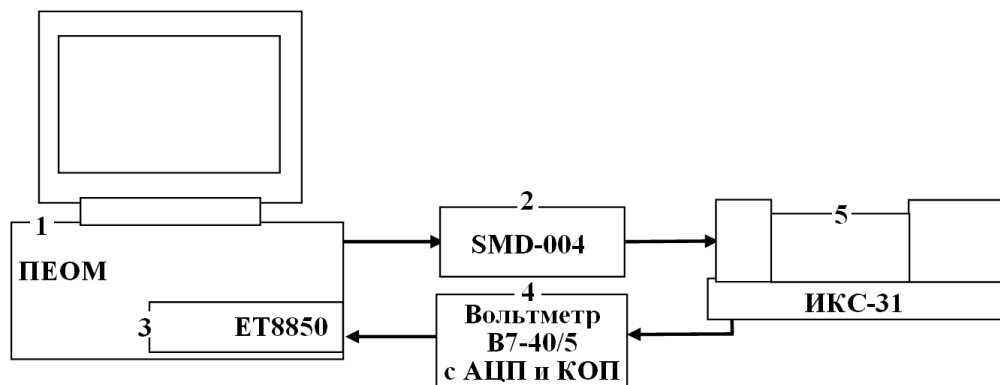 1
ПЕОМ
3
ET8850
2
SMD-004
4
Вольтметр
В7-40/5
с АЦП и КОП
5
ИКС-31